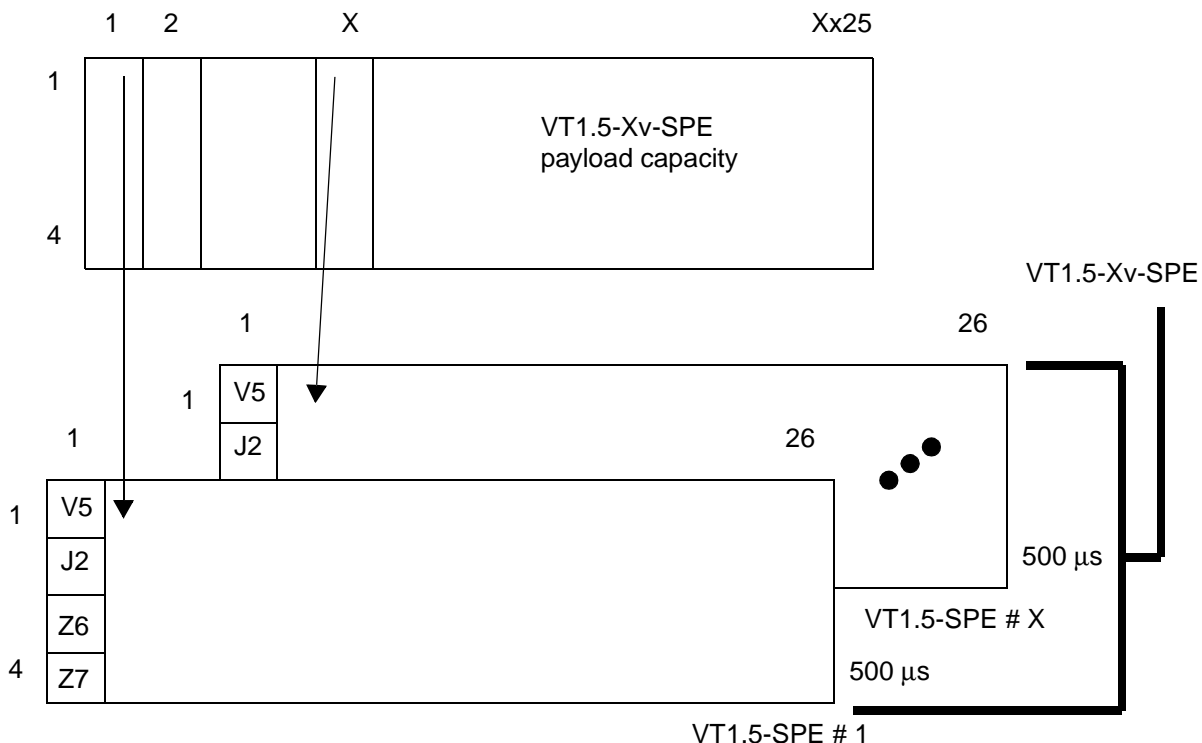 1 2 X Xx25
1
VT1.5-Xv-SPE
payload capacity
4
VT1.5-Xv-SPE
1 26
1 V5
J2
1 26
1 V5
J2
500 μs
Z6
VT1.5-SPE # X
4 Z7
500 μs
VT1.5-SPE # 1